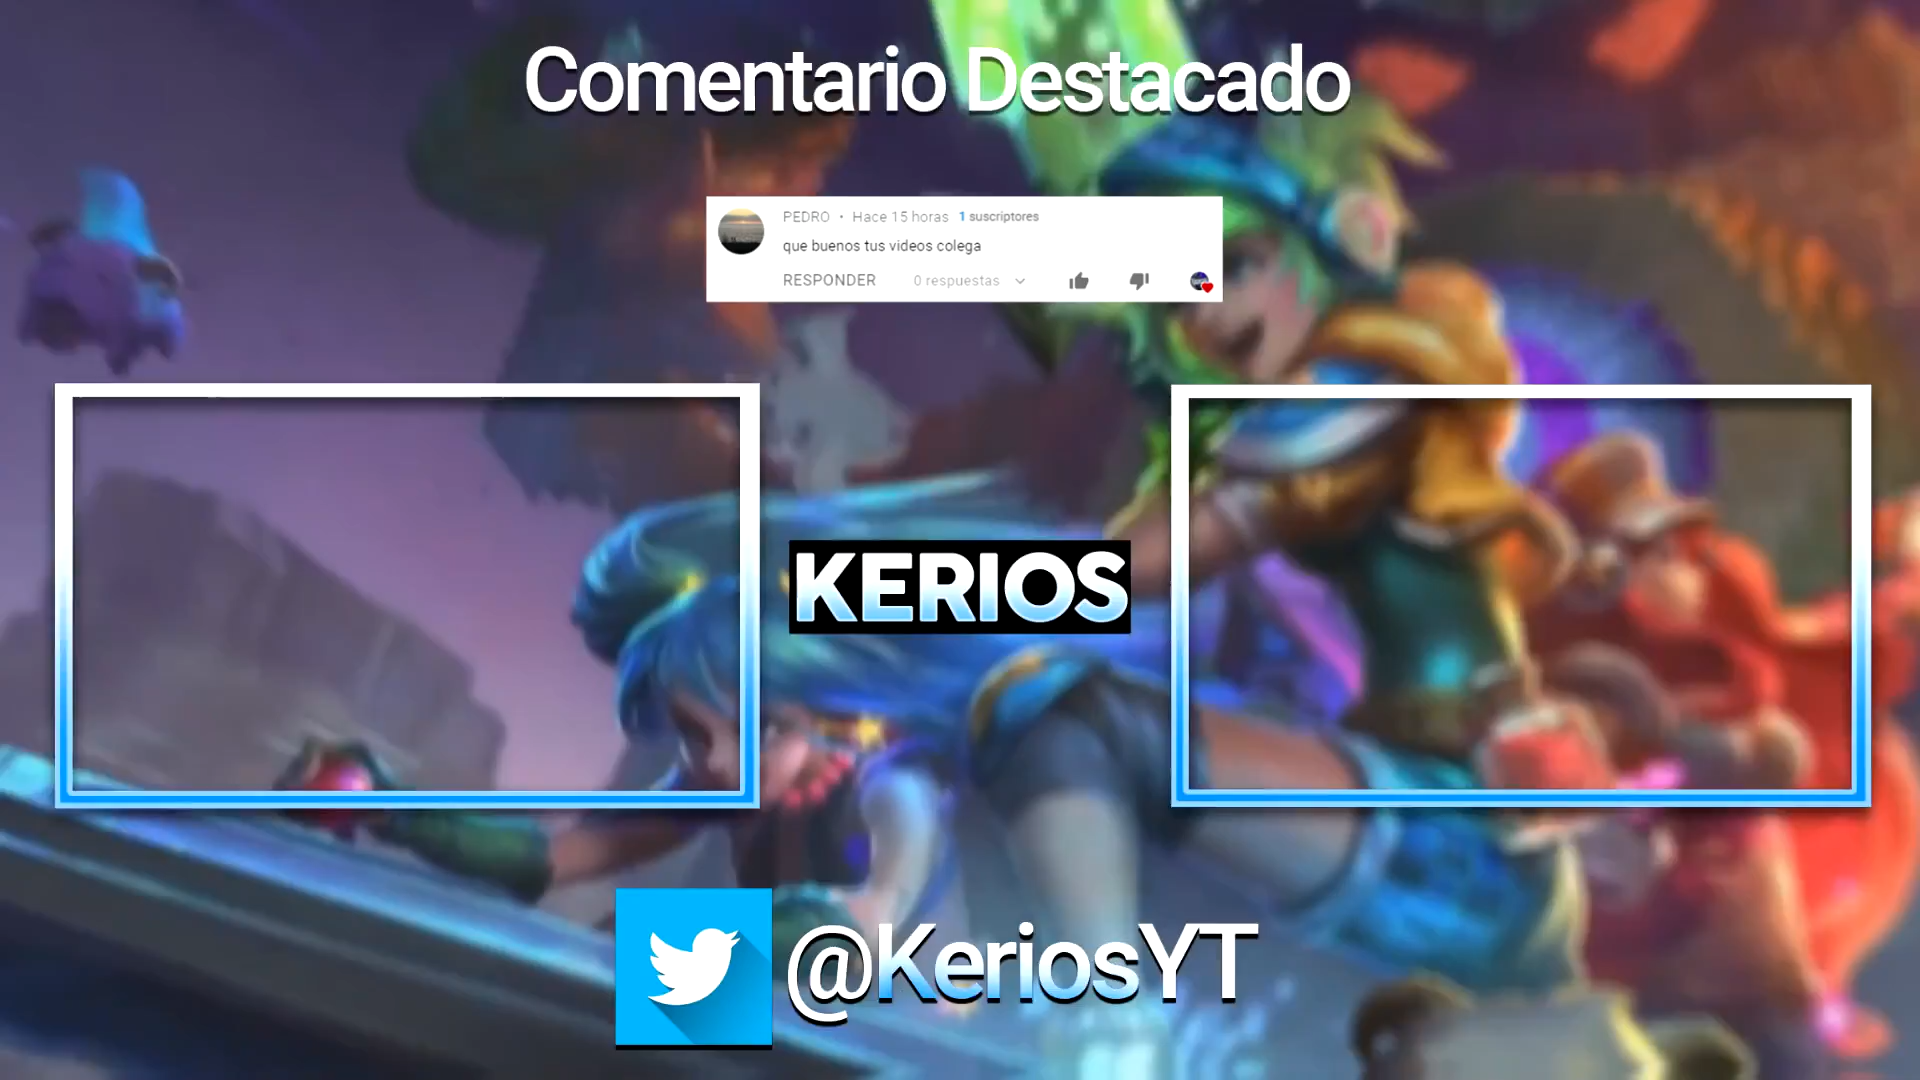 Comentario Destacado
PEDRO • Hace 15 horas 1 suscriptores
que buenos tus videos colega
RESPONDER 0 respuestas
KERIOS
@KeriosYT